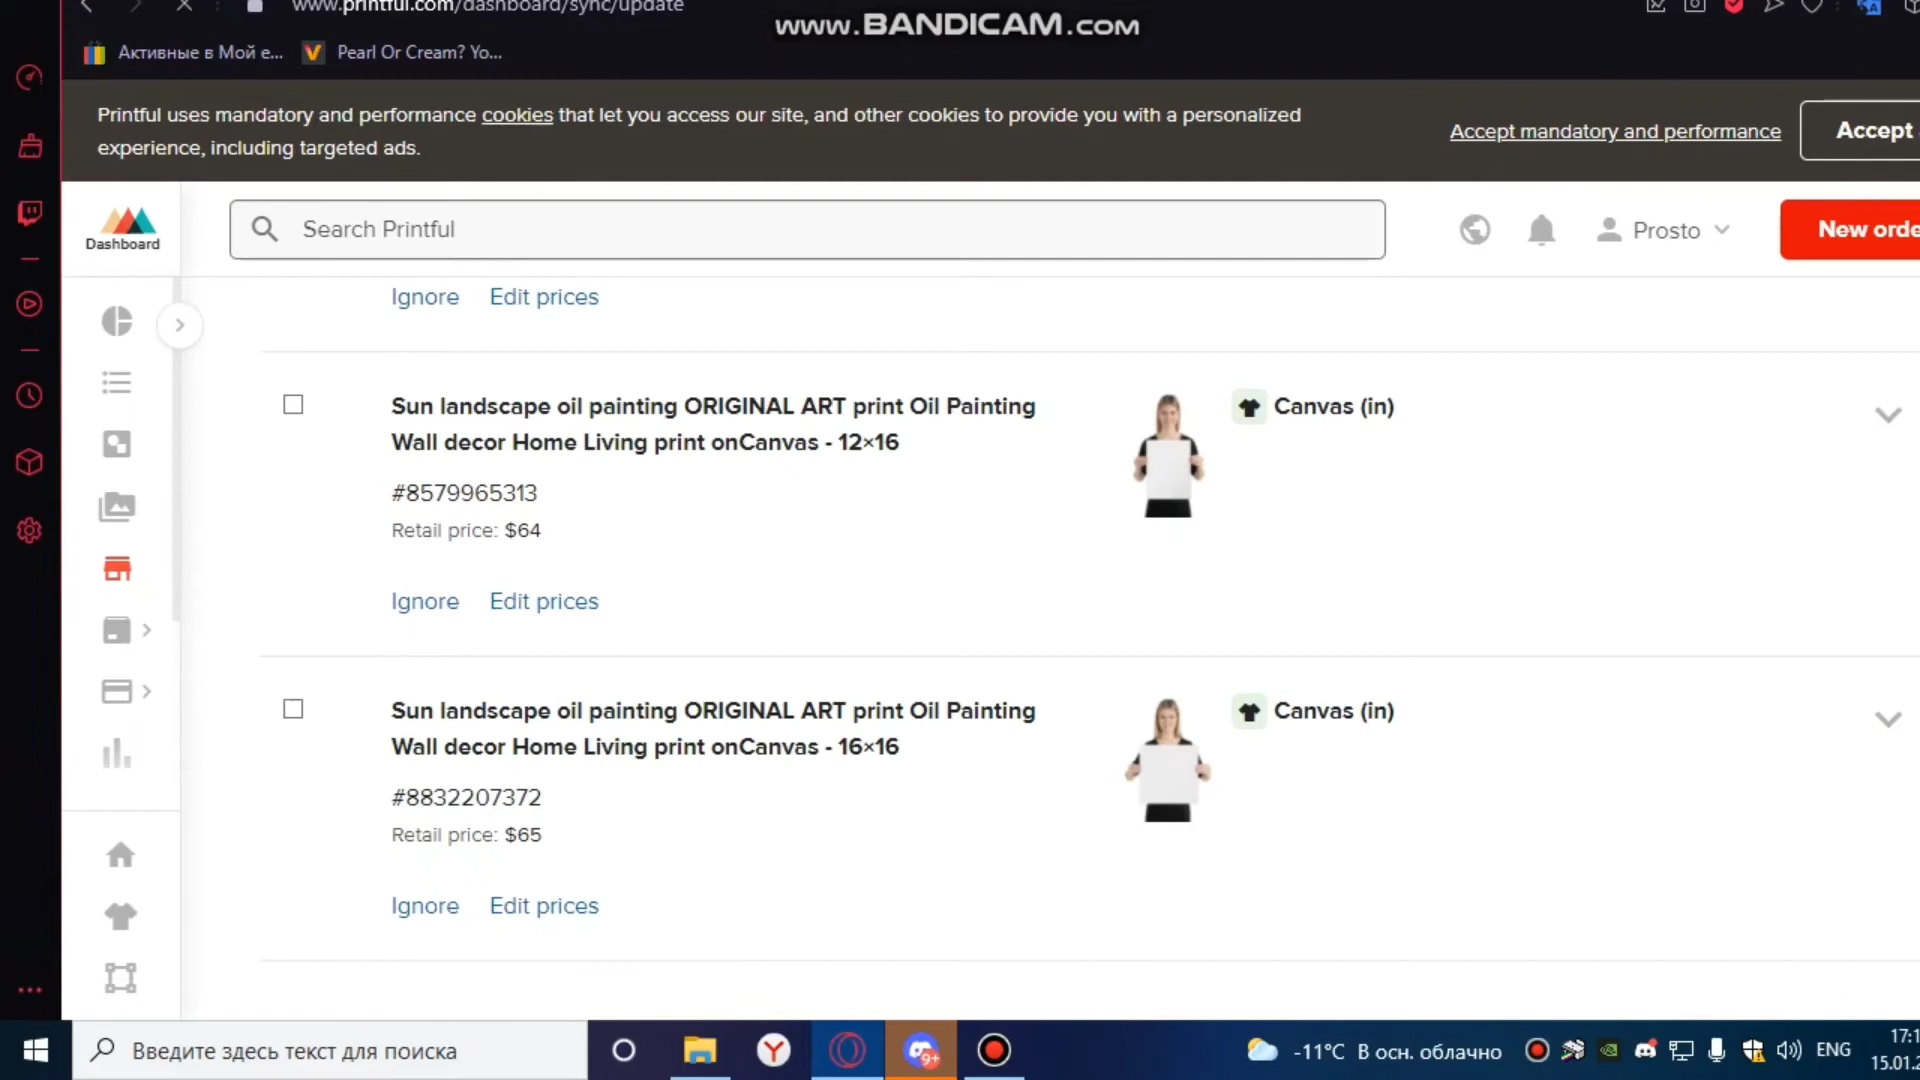 www.printful.com/dashboard/sync/update
www.BANDICAM.com
Активные в Мой е...
Pearl Or Cream? Yo...
Printful uses mandatory and performance cookies that let you access our site, and other cookies to provide you with a personalized
experience, including targeted ads.
Accept mandatory and performance
Accept
Dashboard
Search Printful
Prosto
New orde
Ignore Edit prices
Sun landscape oil painting ORIGINAL ART print Oil Painting
Wall decor Home Living print onCanvas - 12×16
Canvas (in)
#8579965313
Retail price: $64
Ignore Edit prices
Sun landscape oil painting ORIGINAL ART print Oil Painting
Wall decor Home Living print onCanvas - 16×16
Canvas (in)
#8832207372
Retail price: $65
Ignore Edit prices
Введите здесь текст для поиска
9+
-11°C В осн. облачно
ENG
17:1
15.01.2